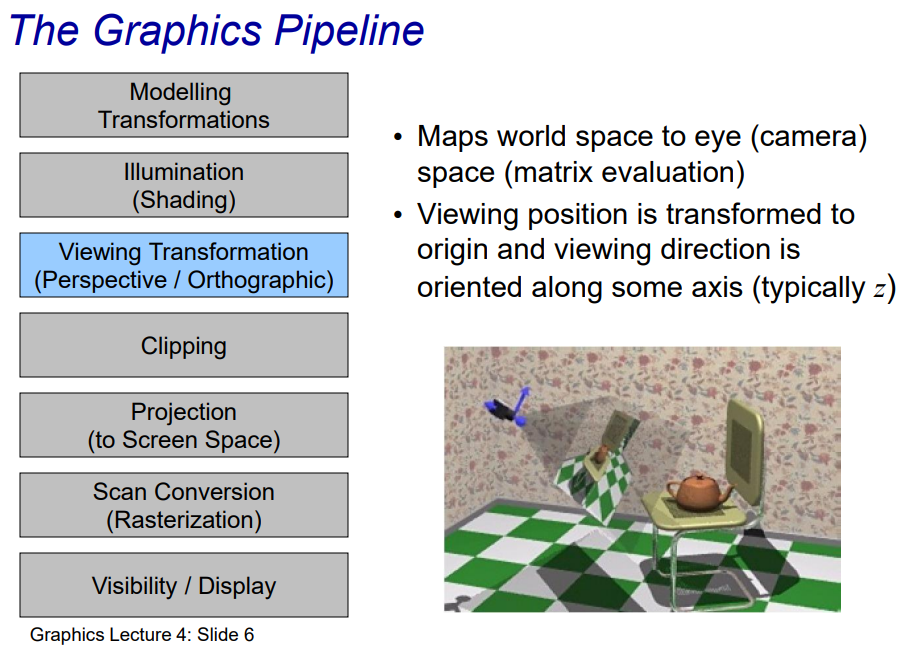 The Graphics Pipeline
Modelling
Transformations
Illumination
(Shading)
Viewing Transformation
(Perspective / Orthographic)
Clipping
Projection
(to Screen Space)
Scan Conversion
(Rasterization)
Visibility / Display
• Maps world space to eye (camera)
space (matrix evaluation)
• Viewing position is transformed to
origin and viewing direction is
oriented along some axis (typically z)
Graphics Lecture 4: Slide 6